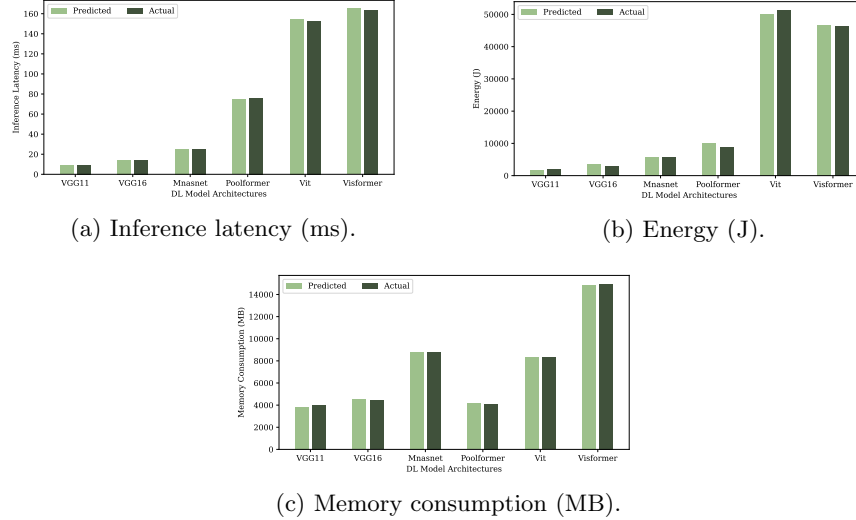 160
140
120
100
80
60
40
20
0
Inference Latency (ms)
Predicted Actual
VGG11 VGG16 Mnasnet Poolformer Vit Visformer
DL Model Architectures
(a) Inference latency (ms).
50000
40000
30000
20000
10000
0
Energy (J)
Predicted Actual
VGG11 VGG16 Mnasnet Poolformer Vit Visformer
DL Model Architectures
(b) Energy (J).
14000
12000
10000
8000
6000
4000
2000
0
Memory Consumption (MB)
Predicted Actual
VGG11 VGG16 Mnasnet Poolformer Vit Visformer
DL Model Architectures
(c) Memory consumption (MB).